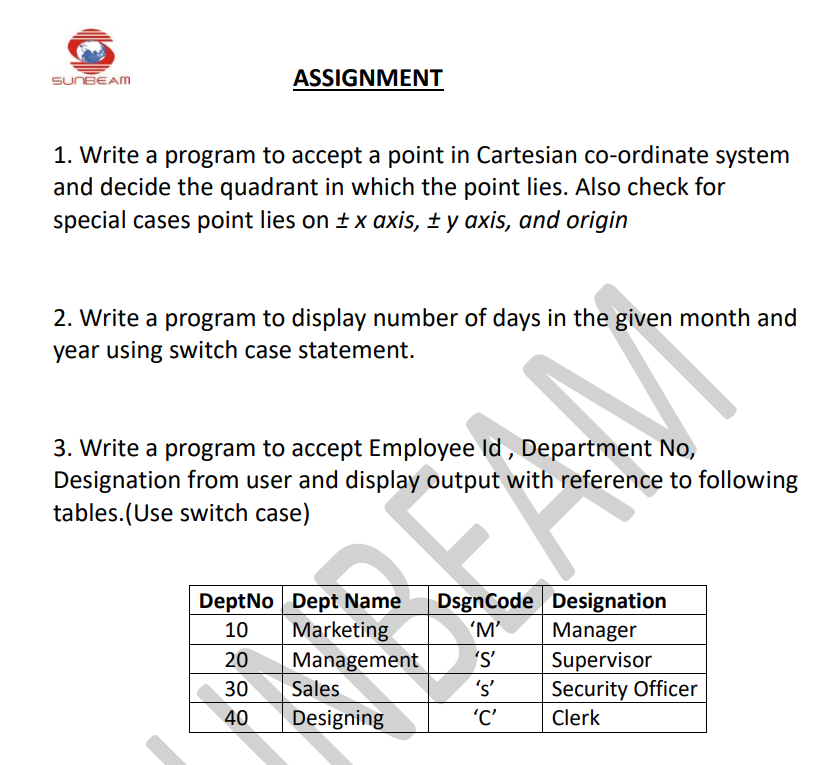 SUNBEAM
ASSIGNMENT
1. Write a program to accept a point in Cartesian co-ordinate system
and decide the quadrant in which the point lies. Also check for
special cases point lies on ± x axis, ± y axis, and origin
2. Write a program to display number of days in the given month and
year using switch case statement.
3. Write a program to accept Employee Id , Department No,
Designation from user and display output with reference to following
tables.(Use switch case)
DeptNo Dept Name DsgnCode Designation
10 Marketing ‘M’ Manager
20 Management ‘S’ Supervisor
30 Sales ‘s’ Security Officer
40 Designing ‘C’ Clerk
UNBEAM